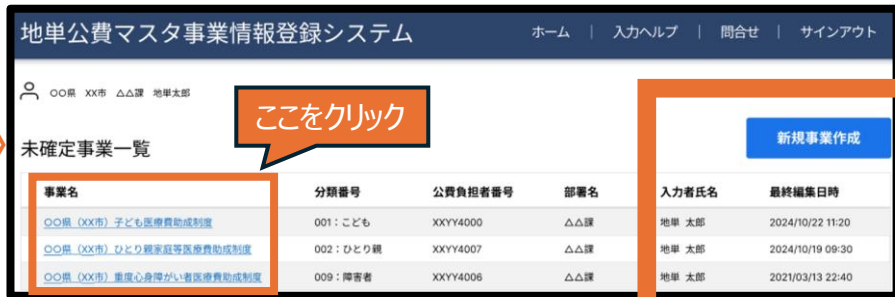 地単公費マスタ事業情報登録システム ホーム | 入力ヘルプ | 問合せ | サインアウト
〇〇県 XX市 △△課 地単太郎
ここをクリック
未確定事業一覧 新規事業作成
事業名 分類番号 公費負担者番号 部署名 入力者氏名 最終編集日時
〇〇県（XX市）子ども医療費助成制度 001：こども XXYY4000 △△課 地単 太郎 2024/10/22 11:20
〇〇県（XX市）ひとり親家庭等医療費助成制度 002：ひとり親 XXYY4007 △△課 地単 太郎 2024/10/19 09:30
〇〇県（XX市）重度心身障がい者医療費助成制度 009：障害者 XXYY4006 △△課 地単 太郎 2021/03/13 22:40